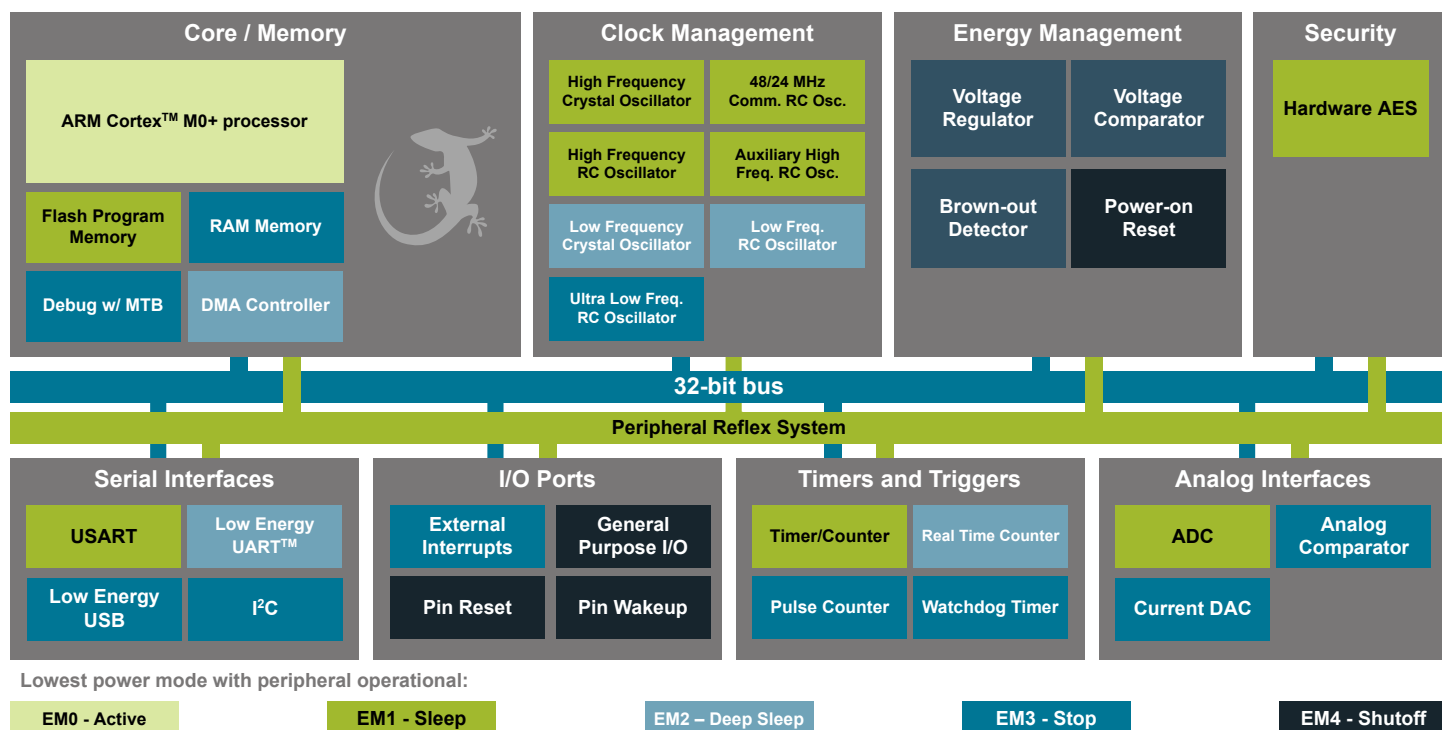 Core / Memory
ARM Cortex™ M0+ processor
Flash Program
Memory
RAM Memory
Debug w/ MTB
DMA Controller
Clock Management
High Frequency
Crystal Oscillator
48/24 MHz
Comm. RC Osc.
High Frequency
RC Oscillator
Auxiliary High
Freq. RC Osc.
Low Frequency
Crystal Oscillator
Low Freq.
RC Oscillator
Ultra Low Freq.
RC Oscillator
Energy Management
Voltage
Regulator
Voltage
Comparator
Brown-out
Detector
Power-on
Reset
Security
Hardware AES
32-bit bus
Peripheral Reflex System
Serial Interfaces
USART
Low Energy
UART™
Low Energy
USB
I²C
I/O Ports
External
Interrupts
General
Purpose I/O
Pin Reset
Pin Wakeup
Timers and Triggers
Timer/Counter
Real Time Counter
Pulse Counter
Watchdog Timer
Analog Interfaces
ADC
Analog
Comparator
Current DAC
Lowest power mode with peripheral operational:
EM0 - Active
EM1 - Sleep
EM2 – Deep Sleep
EM3 - Stop
EM4 - Shutoff